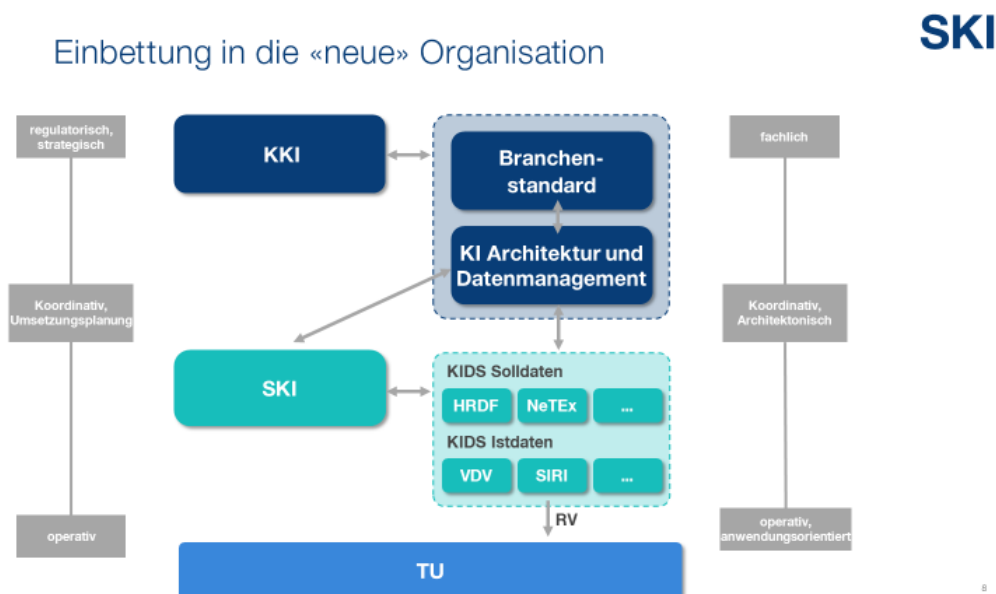 SKI
Einbettung in die «neue» Organisation
regulatorisch,
strategisch
KKI
Branchen-
standard
fachlich
KI Architektur und
Datenmanagement
Koordinativ,
Umsetzungsplanung
Koordinativ,
Architektonisch
SKI
KIDS Solldaten
HRDF
NeTEx
...
KIDS Istdaten
VDV
SIRI
...
RV
operativ
operativ,
anwendungsorientiert
TU
8